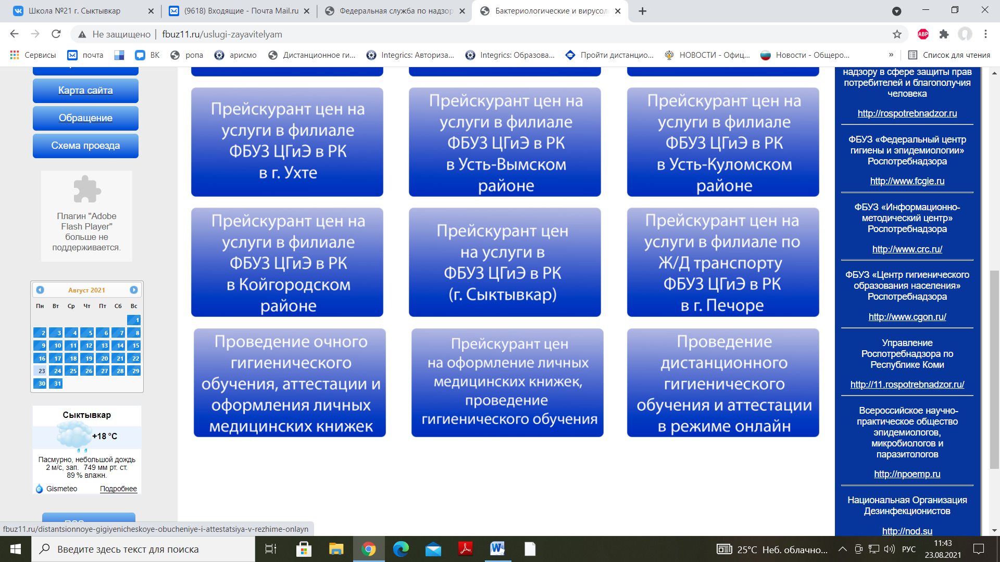 Школа №21 г. Сыктывкар
(9618) Входящие - Почта Mail.ru
Федеральная служба по надзор
Бактериологические и вирусол
Не защищено
fbuz11.ru/uslugi-zayavitelyam
Сервисы
почта
ВК
ропа
арисмо
Дистанционное ги...
Integrics: Авториза...
Integrics: Образова...
Пройти дистанцио...
НОВОСТИ - Офиц...
Новости - Общеро...
»
Список для чтения
ABP
Карта сайта
Обращение
Схема проезда
Плагин "Adobe
Flash Player"
больше не
поддерживается.
Август 2021
Пн Вт Ср Чт Пт Сб Вс
1
2 3 4 5 6 7 8
9 10 11 12 13 14 15
16 17 18 19 20 21 22
23 24 25 26 27 28 29
30 31
Сыктывкар
+18 °C
Пасмурно, небольшой дождь
2 м/с, зап. 749 мм рт. ст.
89 % влажн.
Gismeteo
Подробнее
Прейскурант цен на
услуги в филиале
ФБУЗ ЦГиЭ в РК
в г. Ухте
Прейскурант цен на
услуги в филиале
ФБУЗ ЦГиЭ в РК
в Усть-Вымском
районе
Прейскурант цен на
услуги в филиале
ФБУЗ ЦГиЭ в РК
в Усть-Куломском
районе
Прейскурант цен на
услуги в филиале
ФБУЗ ЦГиЭ в РК
в Койгородском
районе
Прейскурант цен
на услуги в
ФБУЗ ЦГиЭ в РК
(г. Сыктывкар)
Прейскурант цен на
услуги в филиале по
Ж/Д транспорту
ФБУЗ ЦГиЭ в РК
в г. Печоре
Проведение очного
гигиенического
обучения, аттестации и
оформления личных
медицинских книжек
Прейскурант цен
на оформление личных
медицинских книжек,
проведение
гигиенического обучения
Проведение
дистанционного
гигиенического
обучения и аттестации
в режиме онлайн
надзору в сфере защиты прав
потребителей и благополучия
человека
http://rospotrebnadzor.ru
ФБУЗ «Федеральный центр
гигиены и эпидемиологии»
Роспотребнадзора
http://www.fcgie.ru
ФБУЗ «Информационно-
методический центр»
Роспотребнадзора
http://www.crc.ru/
ФБУЗ «Центр гигиенического
образования населения»
Роспотребнадзора
http://www.cgon.ru/
Управление
Роспотребнадзора по
Республике Коми
http://11.rospotrebnadzor.ru/
Всероссийское научно-
практическое общество
эпидемиологов,
микробиологов и
паразитологов
http://npoemp.ru
Национальная Организация
Дезинфекционистов
http://nod.su
fbuz11.ru/distantsionnoye-gigiyenicheskoye-obucheniye-i-attestatsiya-v-rezhime-onlayn
Введите здесь текст для поиска
25°C Неб. облачно...
РУС
11:43
23.08.2021